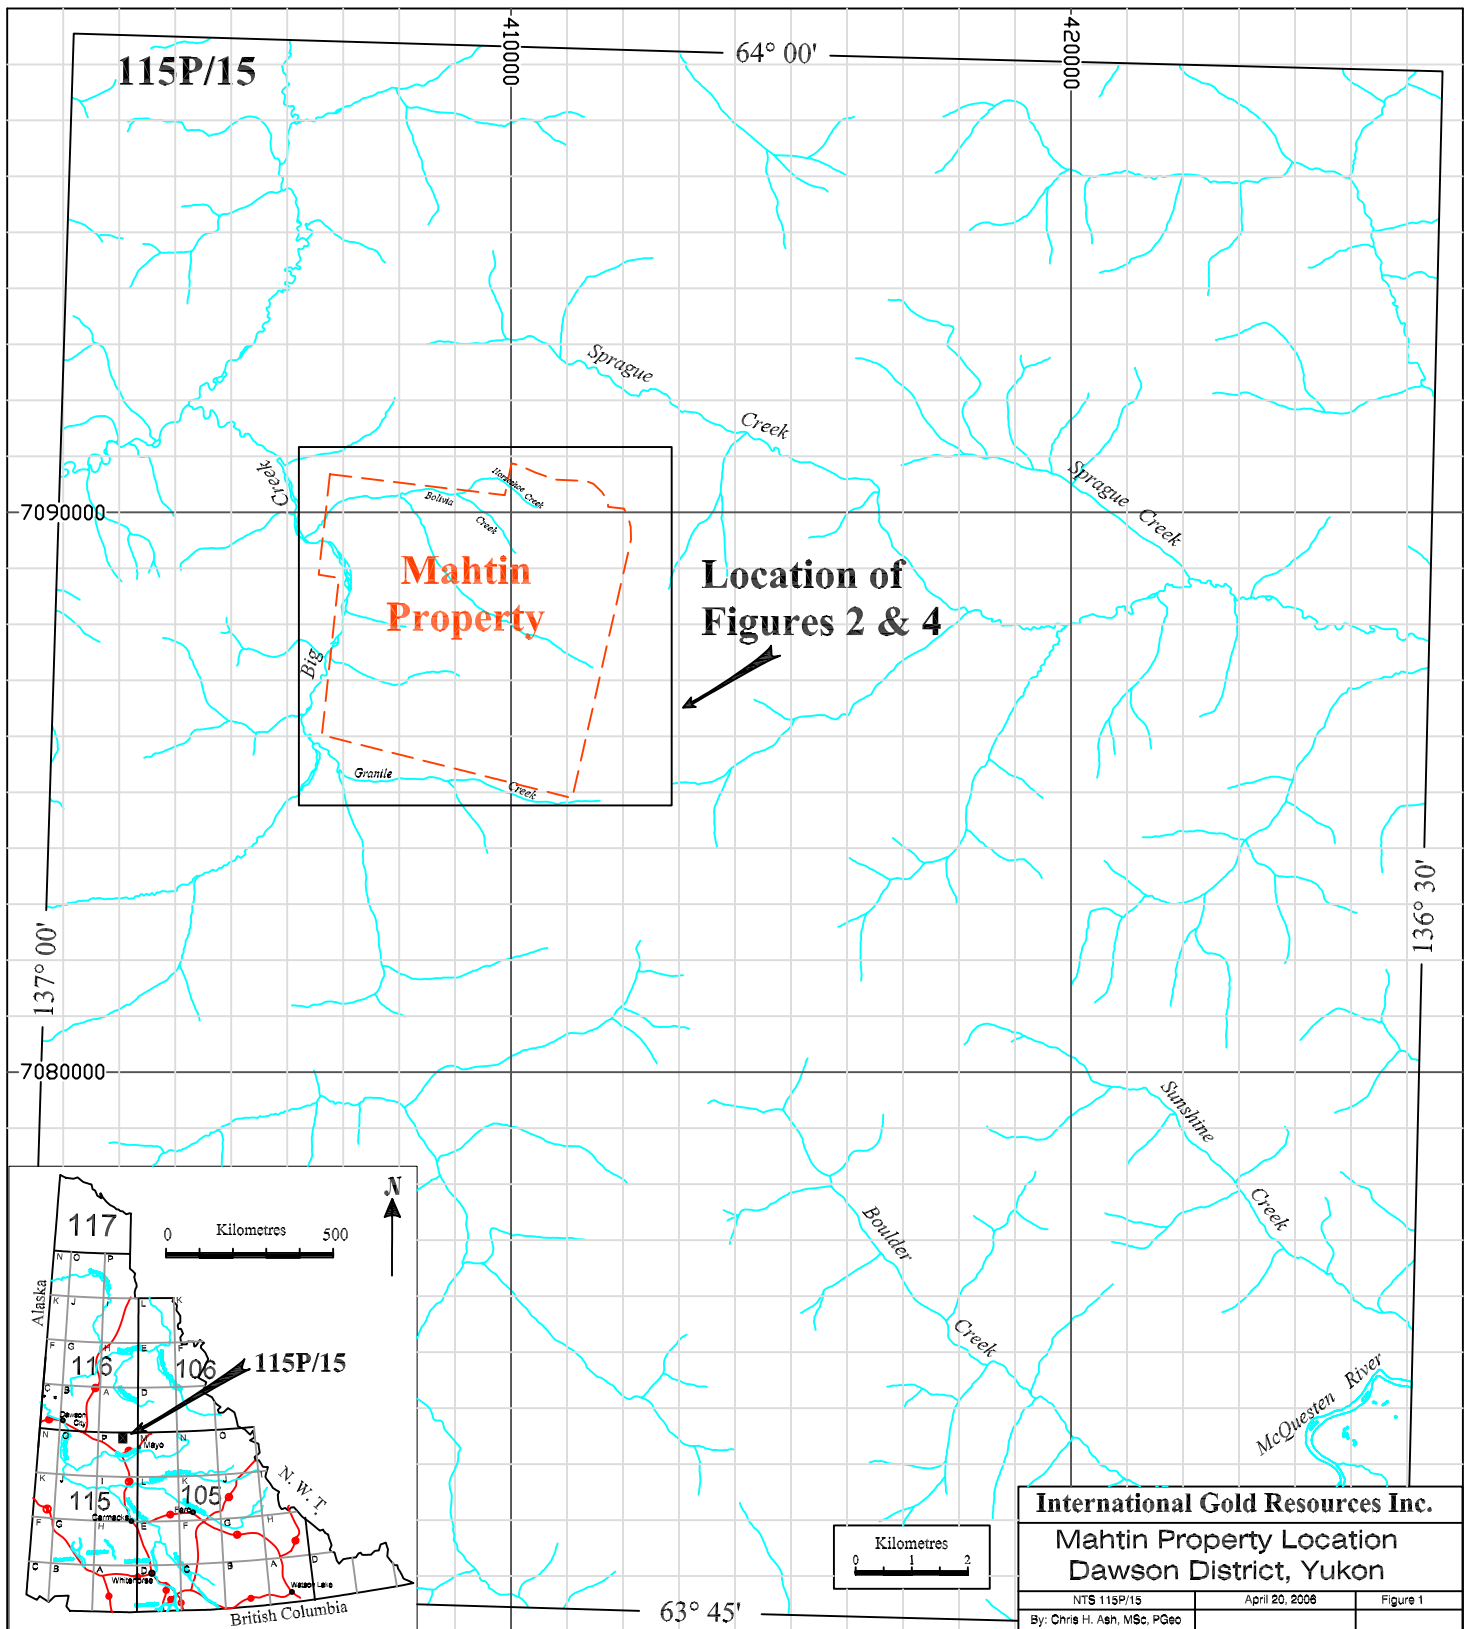 115P/15
410000
64° 00'
420000
Sprague
Creek
Sprague
Creek
Creek
Horseshoe Creek
Bolivia
Creek
7090000
Mahtin
Property
Location of
Figures 2 & 4
Big
Granite
Creek
137° 00'
136° 30'
7080000
Sunshine
Creek
Boulder
Creek
McQuesten River
N
0 Kilometres 500
117
N O P
Alaska
K J I L K
F G H E F
116
106
115P/15
C B A D
Dawson
City
N O P M N O
Mayo
K J I L K J I
115
105
N. W. T.
Carmacks
Faro
F G H E F G H
C B A D C B A D
Whitehorse
Watson Lake
British Columbia
63° 45'
Kilometres
0 1 2
International Gold Resources Inc.
Mahtin Property Location
Dawson District, Yukon
NTS 115P/15
April 20, 2006
Figure 1
By: Chris H. Ash, MSc, PGeo